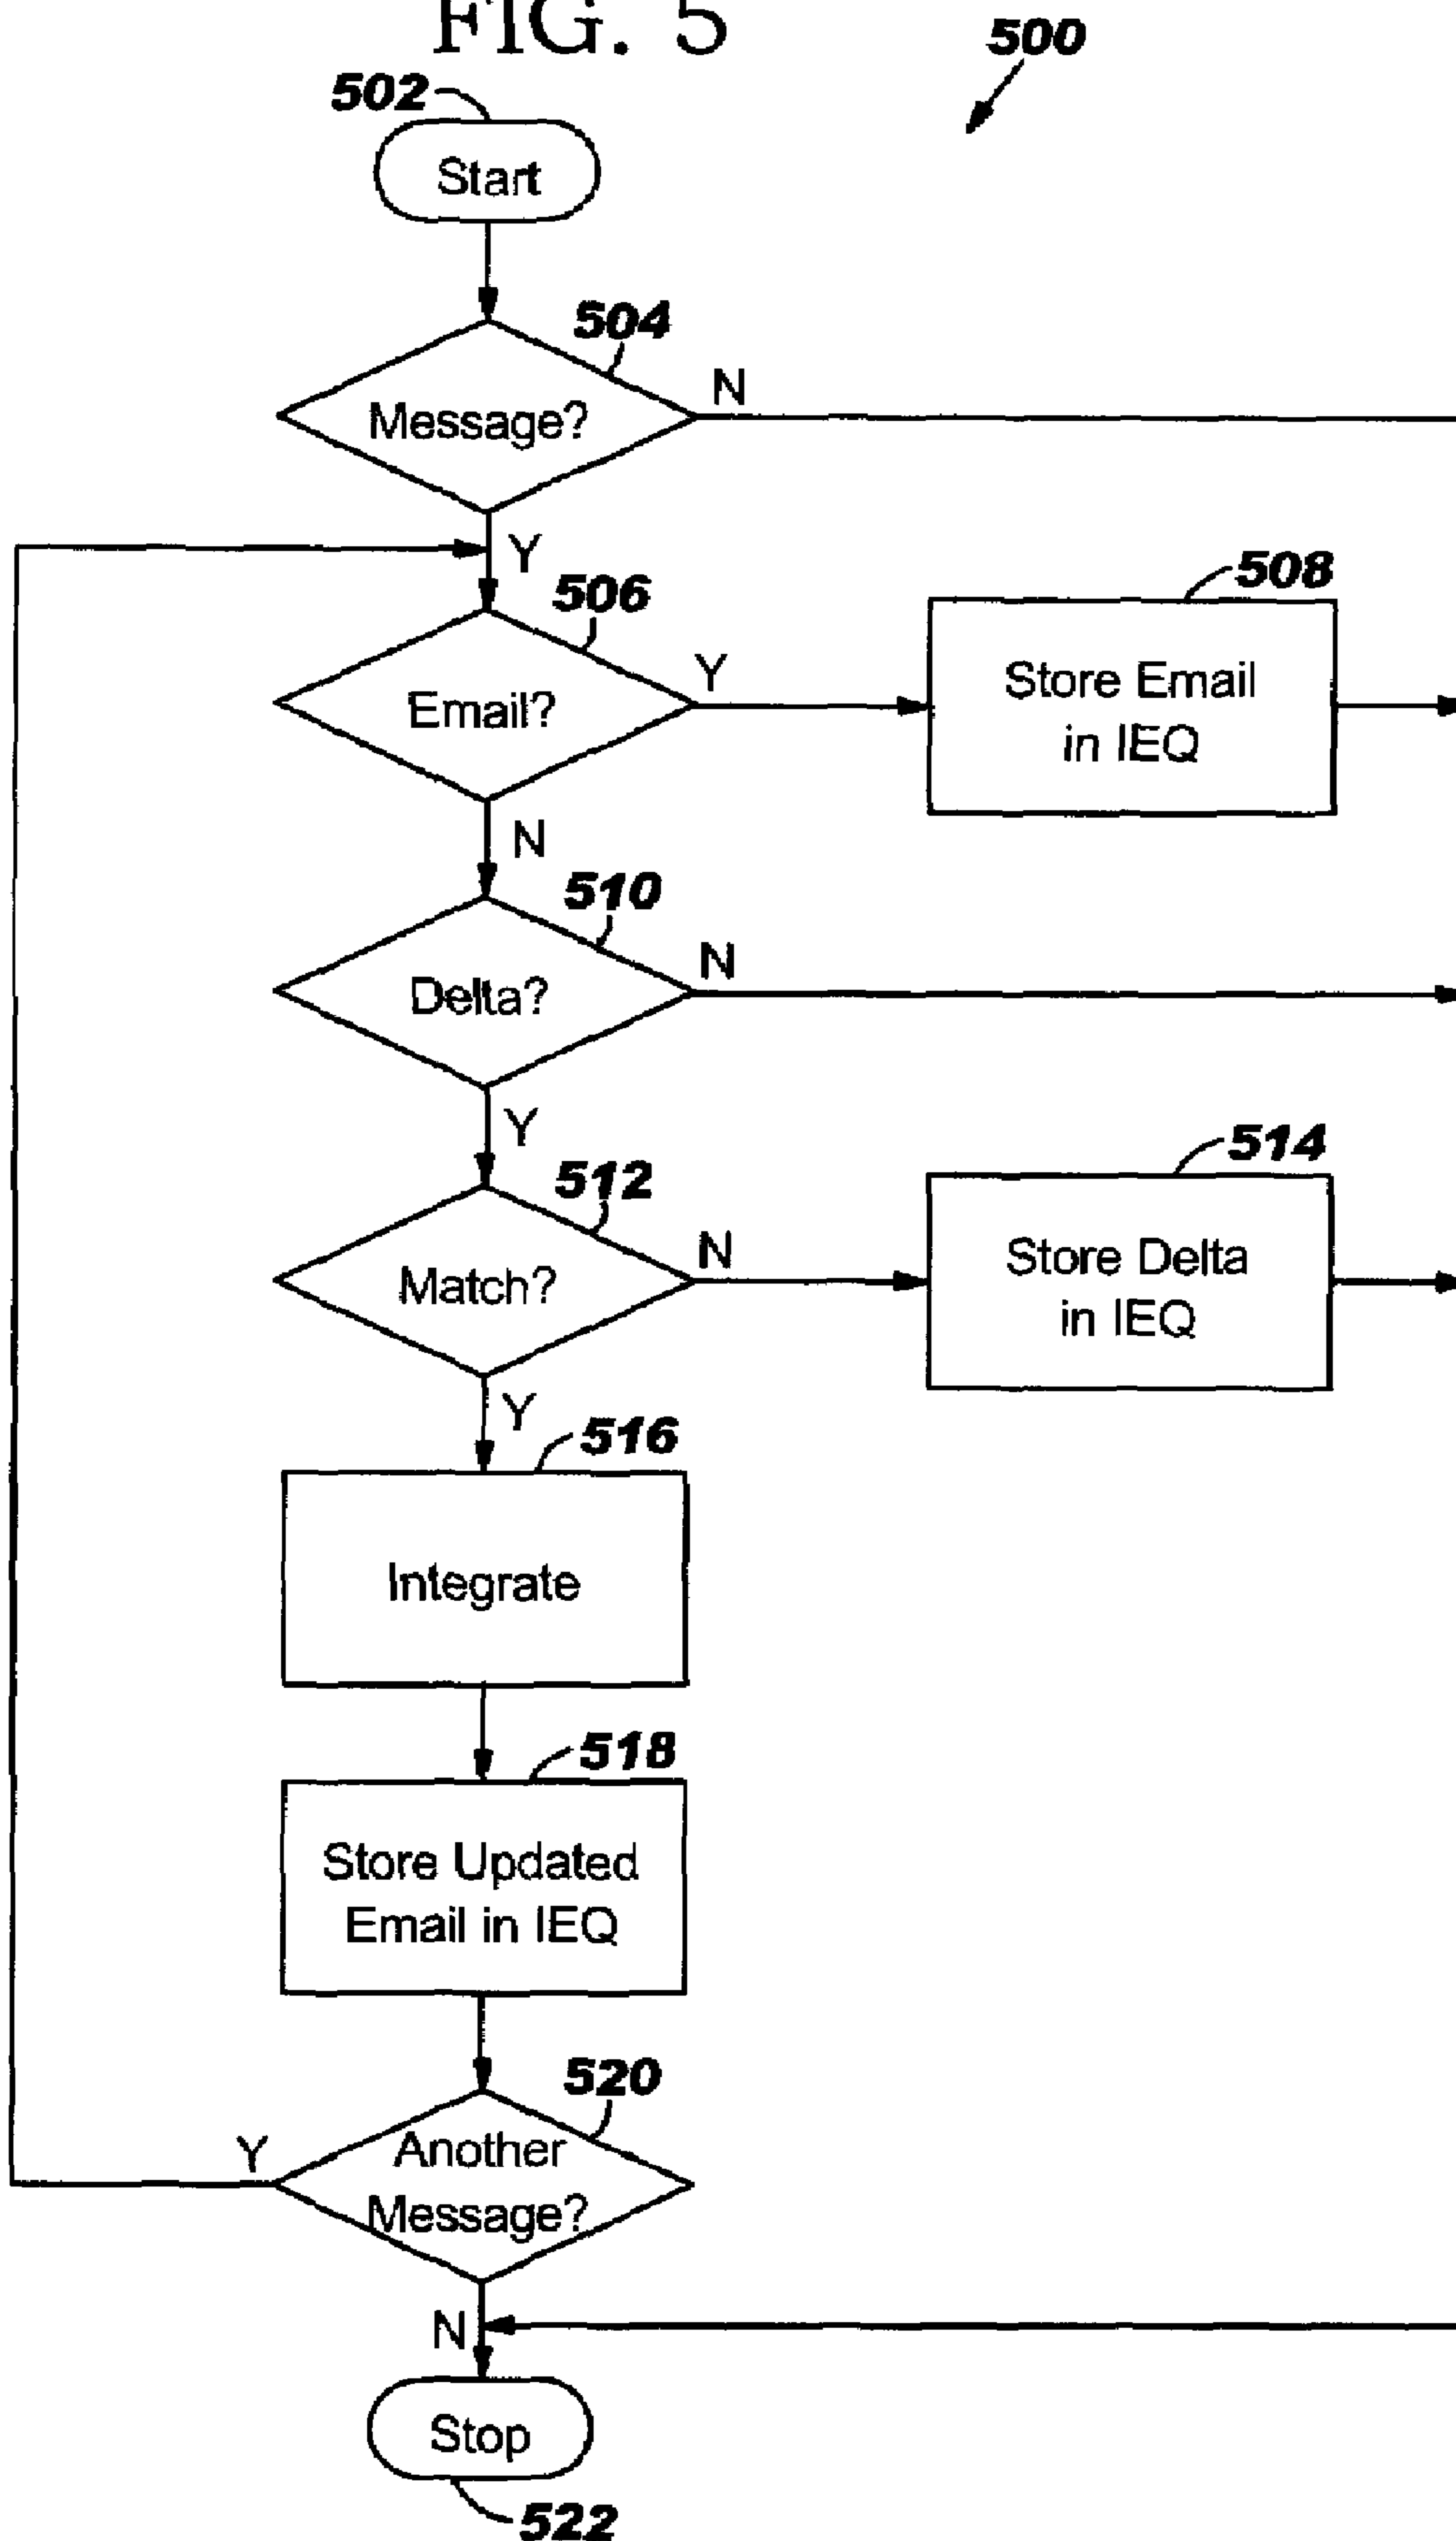 FIG. 5
500
502
Start
504
Message?
N
Y
506
508
Email?
Y
Store Email
in IEQ
N
510
Delta?
N
Y
512
514
Match?
N
Store Delta
in IEQ
Y
516
Integrate
518
Store Updated
Email in IEQ
520
Y
Another
Message?
N
Stop
522